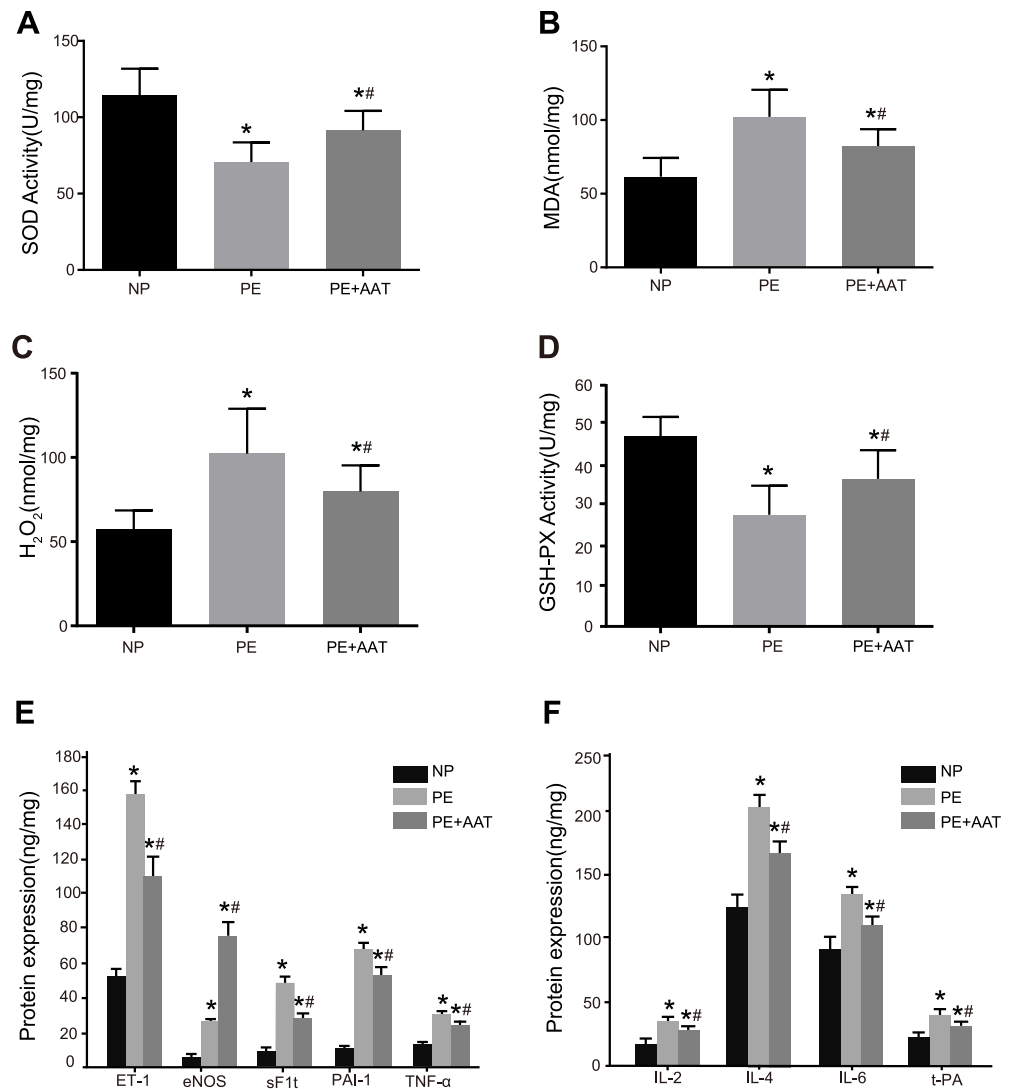 A
SOD Activity(U/mg)
150
100
50
0
*
*#
NP PE PE+AAT
B
MDA(nmol/mg)
150
100
50
0
*
*#
NP PE PE+AAT
C
H2O2(nmol/mg)
150
100
50
0
*
*#
NP PE PE+AAT
D
GSH-PX Activity(U/mg)
60
50
40
30
20
10
0
*
*#
NP PE PE+AAT
E
Protein expression(ng/mg)
180
160
140
120
100
80
60
40
20
0
NP
PE
PE+AAT
* *# * *# * *# * *# * *#
ET-1 eNOS sF1t PAI-1 TNF-α
F
Protein expression(ng/mg)
250
200
150
100
50
0
NP
PE
PE+AAT
* *# * *# * *# * *#
IL-2 IL-4 IL-6 t-PA